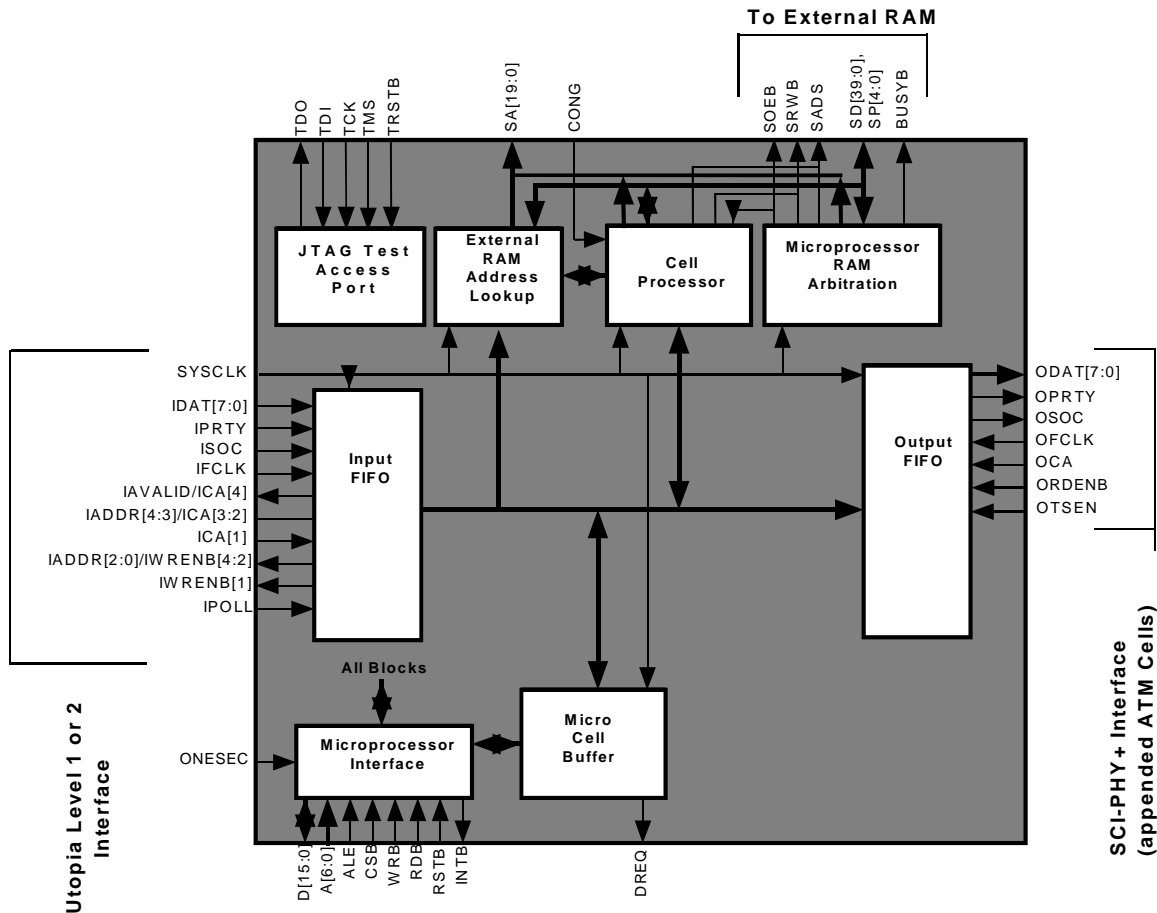 To External RAM
TDO
TDI
TCK
TMS
TRSTB
SA[19:0]
CONG
SOEB
SRWB
SADS
SD[39:0],
SP[4:0]
BUSYB
JTAG Test
Access
Port
External
RAM
Address
Lookup
Cell
Processor
Microprocessor
RAM
Arbitration
SYSCLK
IDAT[7:0]
IPRTY
ISOC
IFCLK
IAVALID/ICA[4]
IADDR[4:3]/ICA[3:2]
ICA[1]
IADDR[2:0]/IWRENB[4:2]
IWRENB[1]
IPOLL
Input
FIFO
Output
FIFO
ODAT[7:0]
OPRTY
OSOC
OFCLK
OCA
ORDENB
OTSEN
All Blocks
Microprocessor
Interface
Micro
Cell
Buffer
ONESEC
D[15:0]
A[6:0]
ALE
CSB
WRB
RDB
RSTB
INTB
DREQ
Utopia Level 1 or 2
Interface
SCI-PHY+ Interface
(appended ATM Cells)